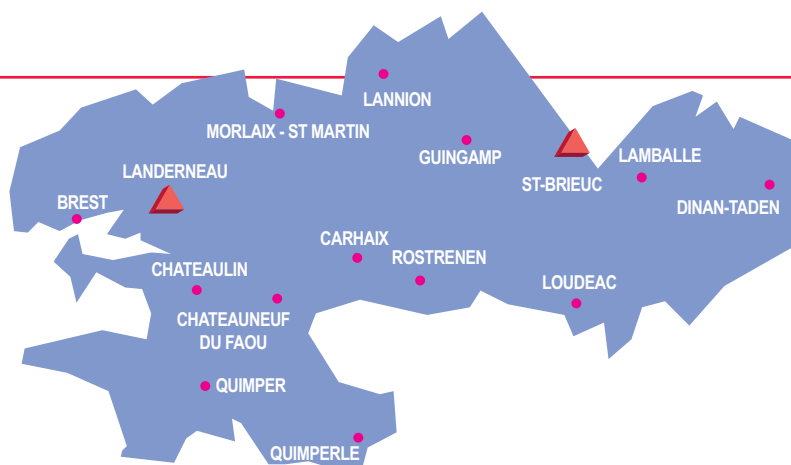 LANNION
MORLAIX - ST MARTIN
GUINGAMP
LAMBALLE
LANDERNEAU
ST-BRIEUC
BREST
DINAN-TADEN
CARHAIX
ROSTRENEN
CHATEAULIN
LOUDEAC
CHATEAUNEUF
DU FAOU
QUIMPER
QUIMPERLE